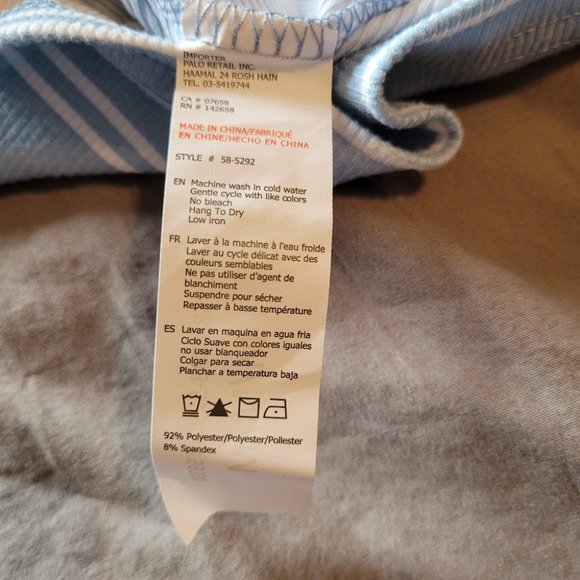 IMPORTER
PALO RETAIL INC.
HAAMAL 24 ROSH HAIN
TEL. 03-5419744
CA # 07658
RN # 142658
MADE IN CHINA/FABRIQUÉ
EN CHINE/HECHO EN CHINA
STYLE # S8-5292
EN Machine wash in cold water
Gentle cycle with like colors
No bleach
Hang To Dry
Low iron
FR Laver à la machine à l'eau froide
Laver au cycle délicat avec des
couleurs semblables
Ne pas utiliser d'agent de
blanchiment
Suspendre pour sécher
Repasser à basse température
ES Lavar en maquina en agua fria
Ciclo Suave con colores iguales
no usar blanqueador
Colgar para secar
Planchar a temperatura baja
92% Polyester/Polyester/Poliester
8% Spandex